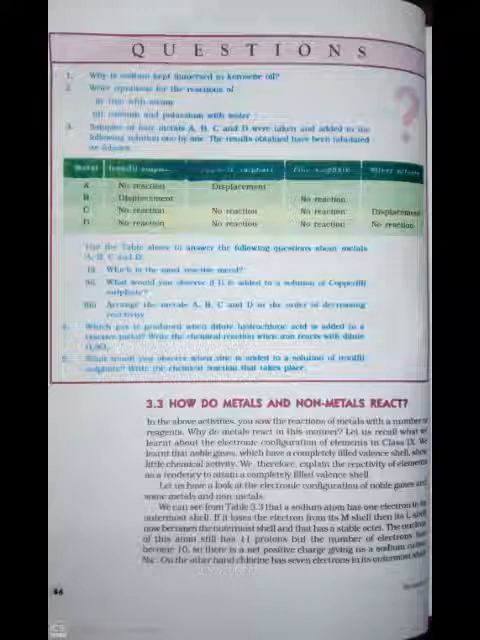 QUESTIONS
1. Why is sodium kept immersed in kerosene oil?
2. Write equations for the reactions of
(i) iron with steam
(ii) calcium and potassium with water
3. Samples of four metals A, B, C and D were taken and added to the
following solution one by one. The results obtained have been tabulated
as follows.
Metal Iron(II) sulphate Copper(II) sulphate Zinc sulphate Silver nitrate
A No reaction Displacement
B Displacement No reaction
C No reaction No reaction No reaction Displacement
D No reaction No reaction No reaction No reaction
Use the Table above to answer the following questions about metals
A, B, C and D.
(i) Which is the most reactive metal?
(ii) What would you observe if B is added to a solution of Copper(II)
sulphate?
(iii) Arrange the metals A, B, C and D in the order of decreasing
reactivity.
4. Which gas is produced when dilute hydrochloric acid is added to a
reactive metal? Write the chemical reaction when iron reacts with dilute
5. What would you observe when zinc is added to a solution of iron(II)
sulphate? Write the chemical reaction that takes place.
3.3 HOW DO METALS AND NON-METALS REACT?
In the above activities, you saw the reactions of metals with a number of
reagents. Why do metals react in this manner? Let us recall what we
learnt about the electronic configuration of elements in Class IX. We
learnt that noble gases, which have a completely filled valence shell, show
little chemical activity. We, therefore, explain the reactivity of elements
as a tendency to attain a completely filled valence shell.
Let us have a look at the electronic configuration of noble gases and
some metals and non-metals.
We can see from Table 3.3 that a sodium atom has one electron in its
outermost shell. If it loses the electron from its M shell then its L shell
now becomes the outermost shell and that has a stable octet. The nucleus
of this atom still has 11 protons but the number of electrons has
become 10, so there is a net positive charge giving us a sodium cation
Na⁺. On the other hand chlorine has seven electrons in its outermost shell
46